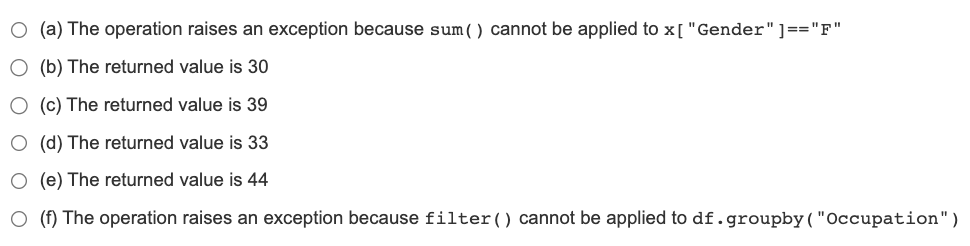 (a) The operation raises an exception because sum() cannot be applied to x["Gender"]=="F"
(b) The returned value is 30
(c) The returned value is 39
(d) The returned value is 33
(e) The returned value is 44
(f) The operation raises an exception because filter() cannot be applied to df.groupby("Occupation")